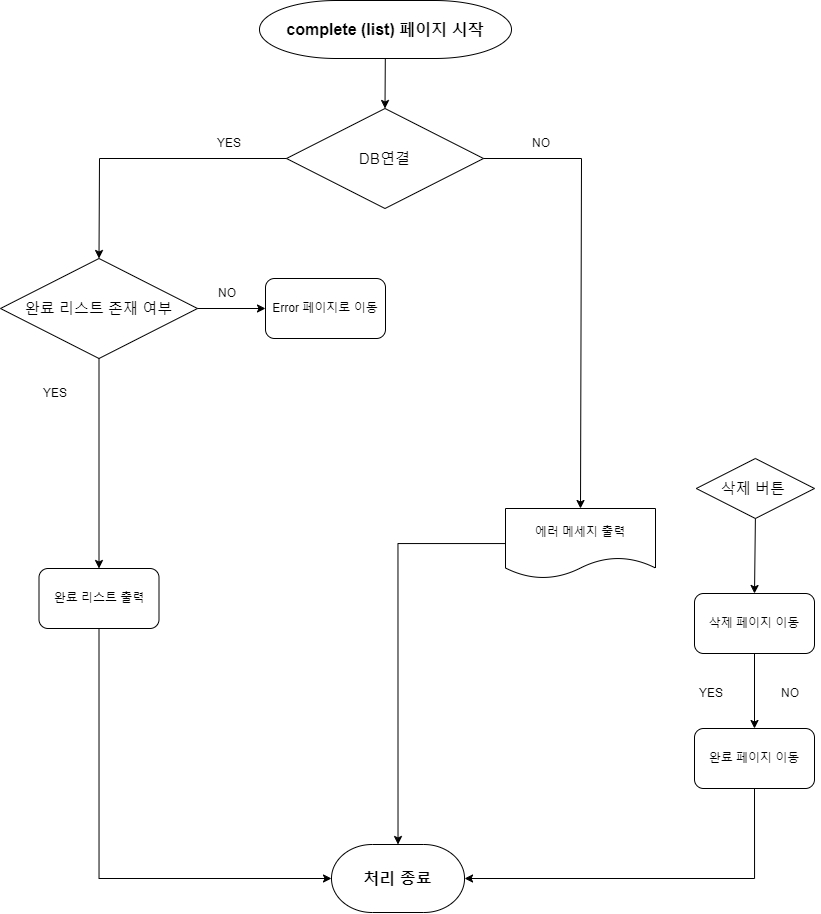 complete (list) 페이지 시작
YES
NO
DB연결
NO
완료 리스트 존재 여부
Error 페이지로 이동
YES
삭제 버튼
에러 메세지 출력
완료 리스트 출력
삭제 페이지 이동
YES
NO
완료 페이지 이동
처리 종료